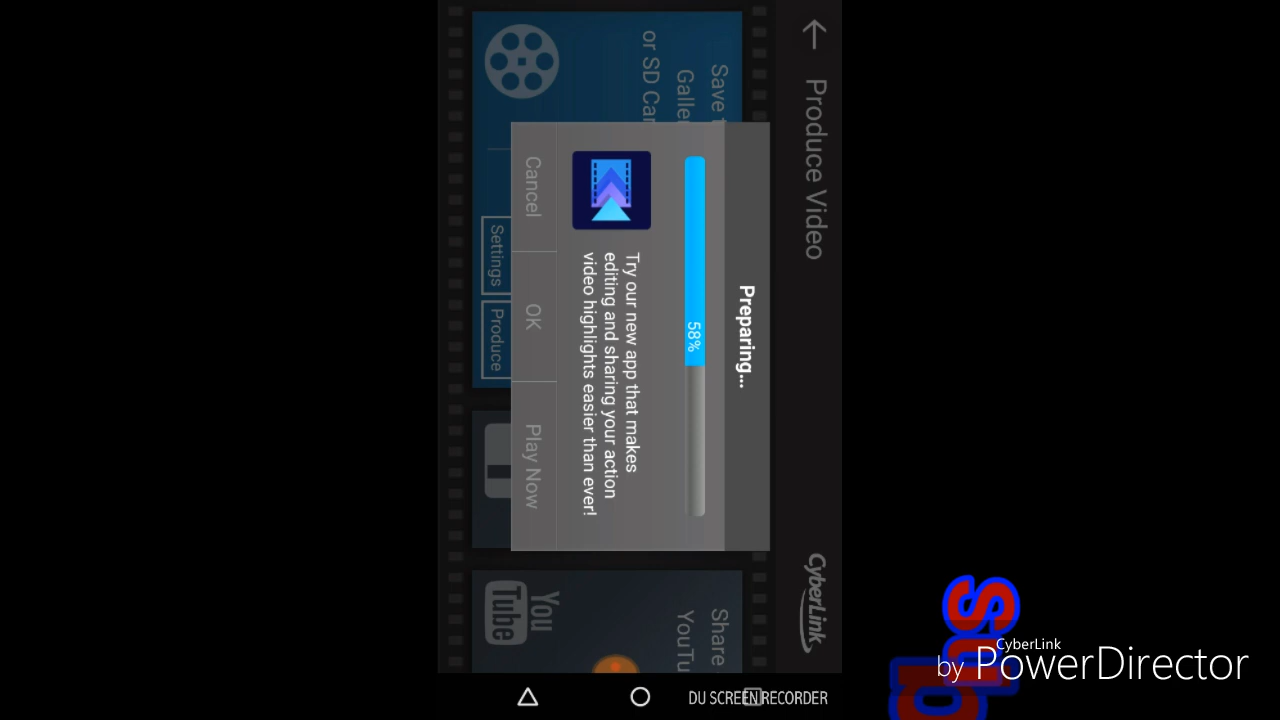 Produce Video
CyberLink
Save t
Galle
or SD Car
Settings
Produce
Preparing...
58%
Try our new app that makes
editing and sharing your action
video highlights easier than ever!
Cancel
OK
Play Now
Share
YouTu
You
Tube
DU SCREEN RECORDER
CyberLink
by PowerDirector